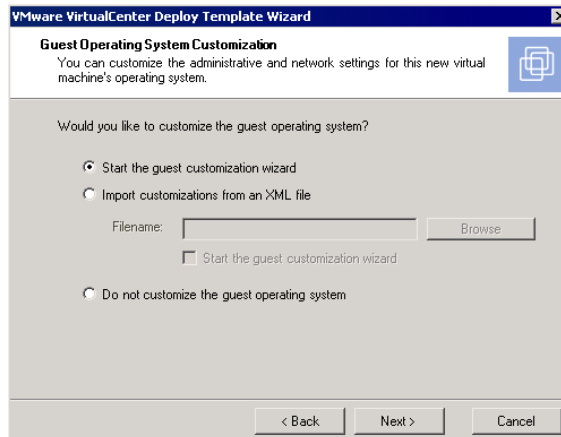 VMware VirtualCenter Deploy Template Wizard
Guest Operating System Customization
You can customize the administrative and network settings for this new virtual
machine's operating system.
Would you like to customize the guest operating system?
Start the guest customization wizard
Import customizations from an XML file
Filename:
Browse
Start the guest customization wizard
Do not customize the guest operating system
< Back
Next >
Cancel